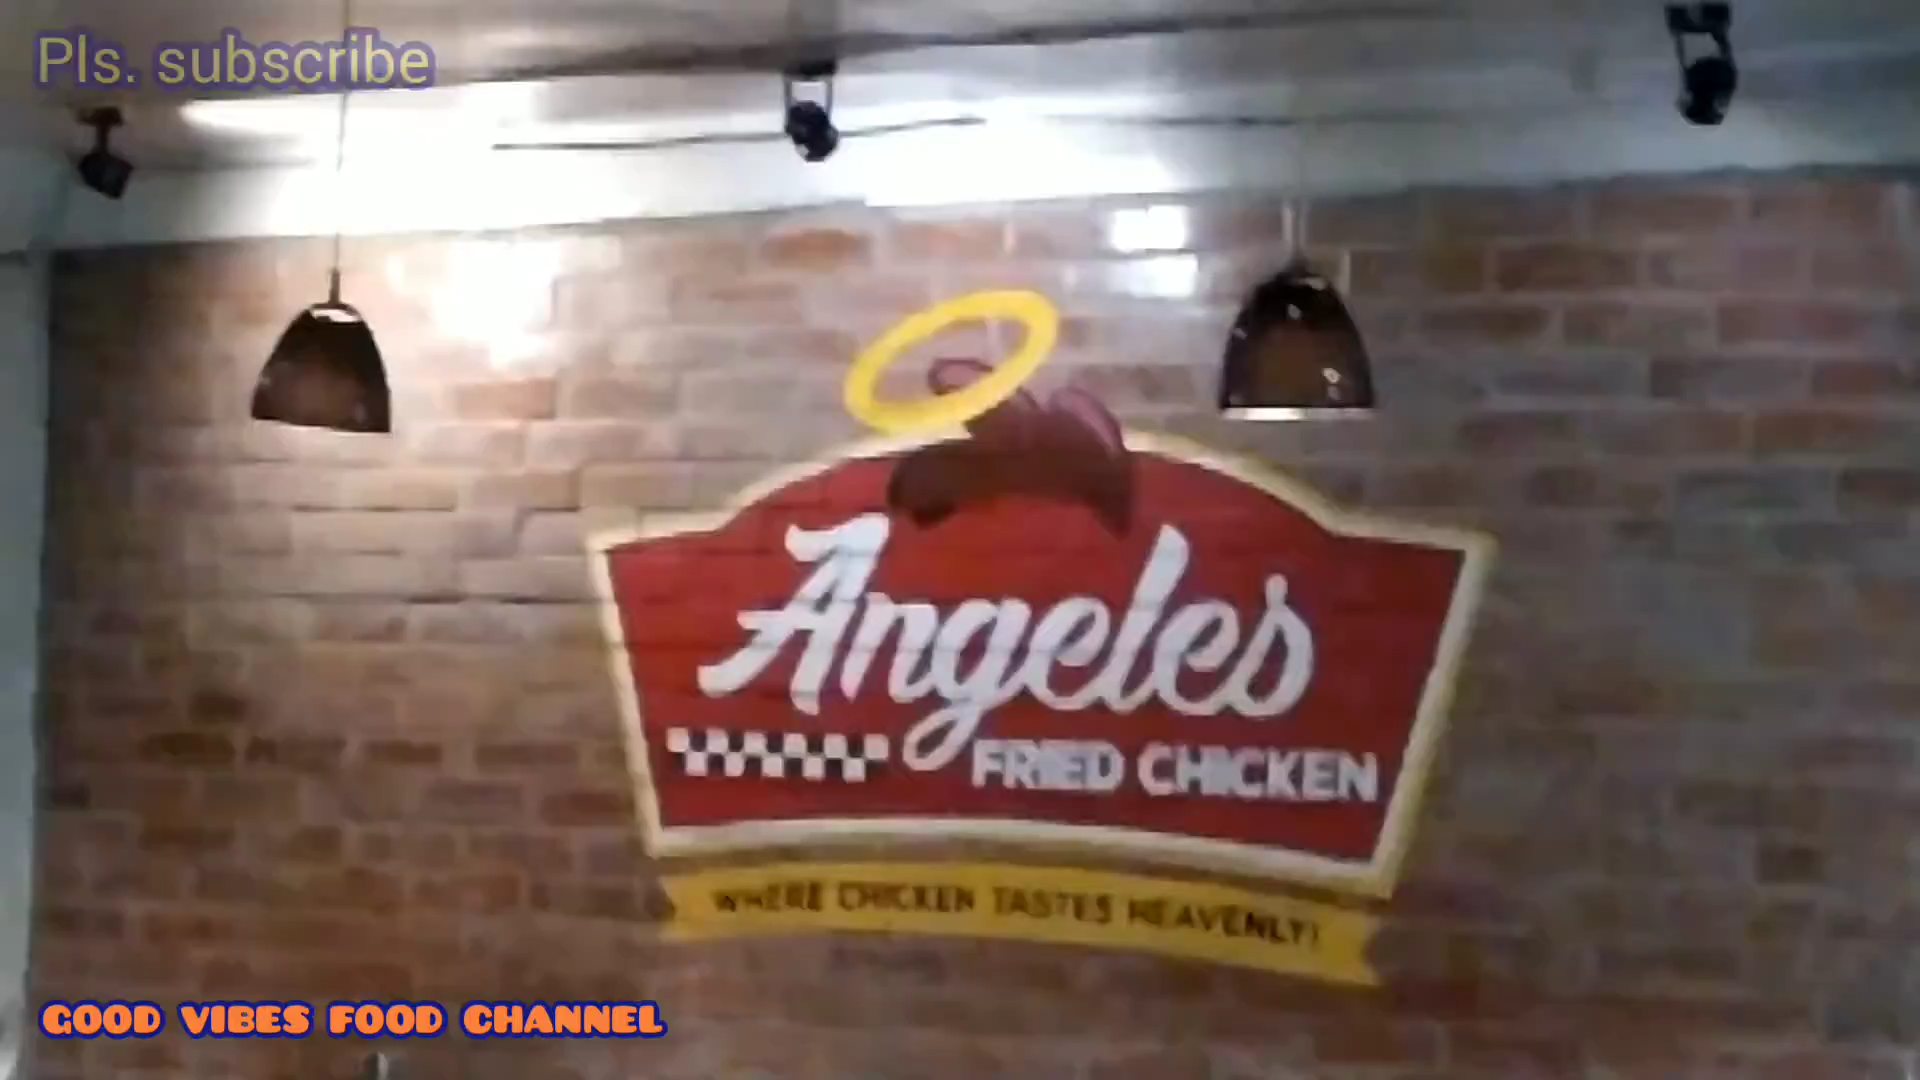 Pls. subscribe
Angeles
FRIED CHICKEN
WHERE CHICKEN TASTES HEAVENLY!
GOOD VIBES FOOD CHANNEL